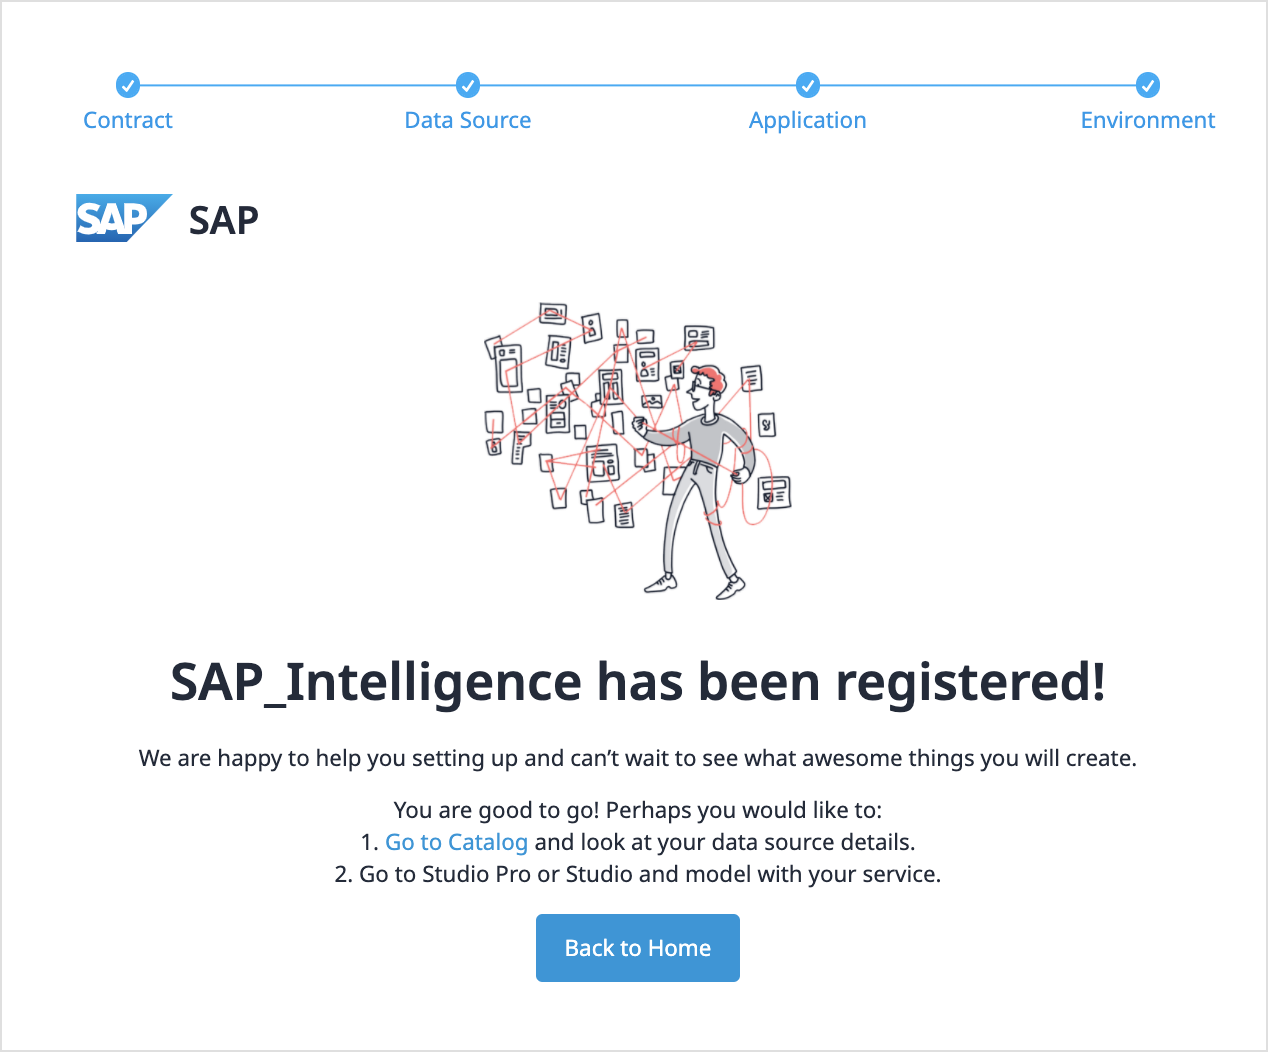 Contract
Data Source
Application
Environment
SAP
SAP
SAP_Intelligence has been registered!
We are happy to help you setting up and can’t wait to see what awesome things you will create.
You are good to go! Perhaps you would like to:
1. Go to Catalog and look at your data source details.
2. Go to Studio Pro or Studio and model with your service.
Back to Home